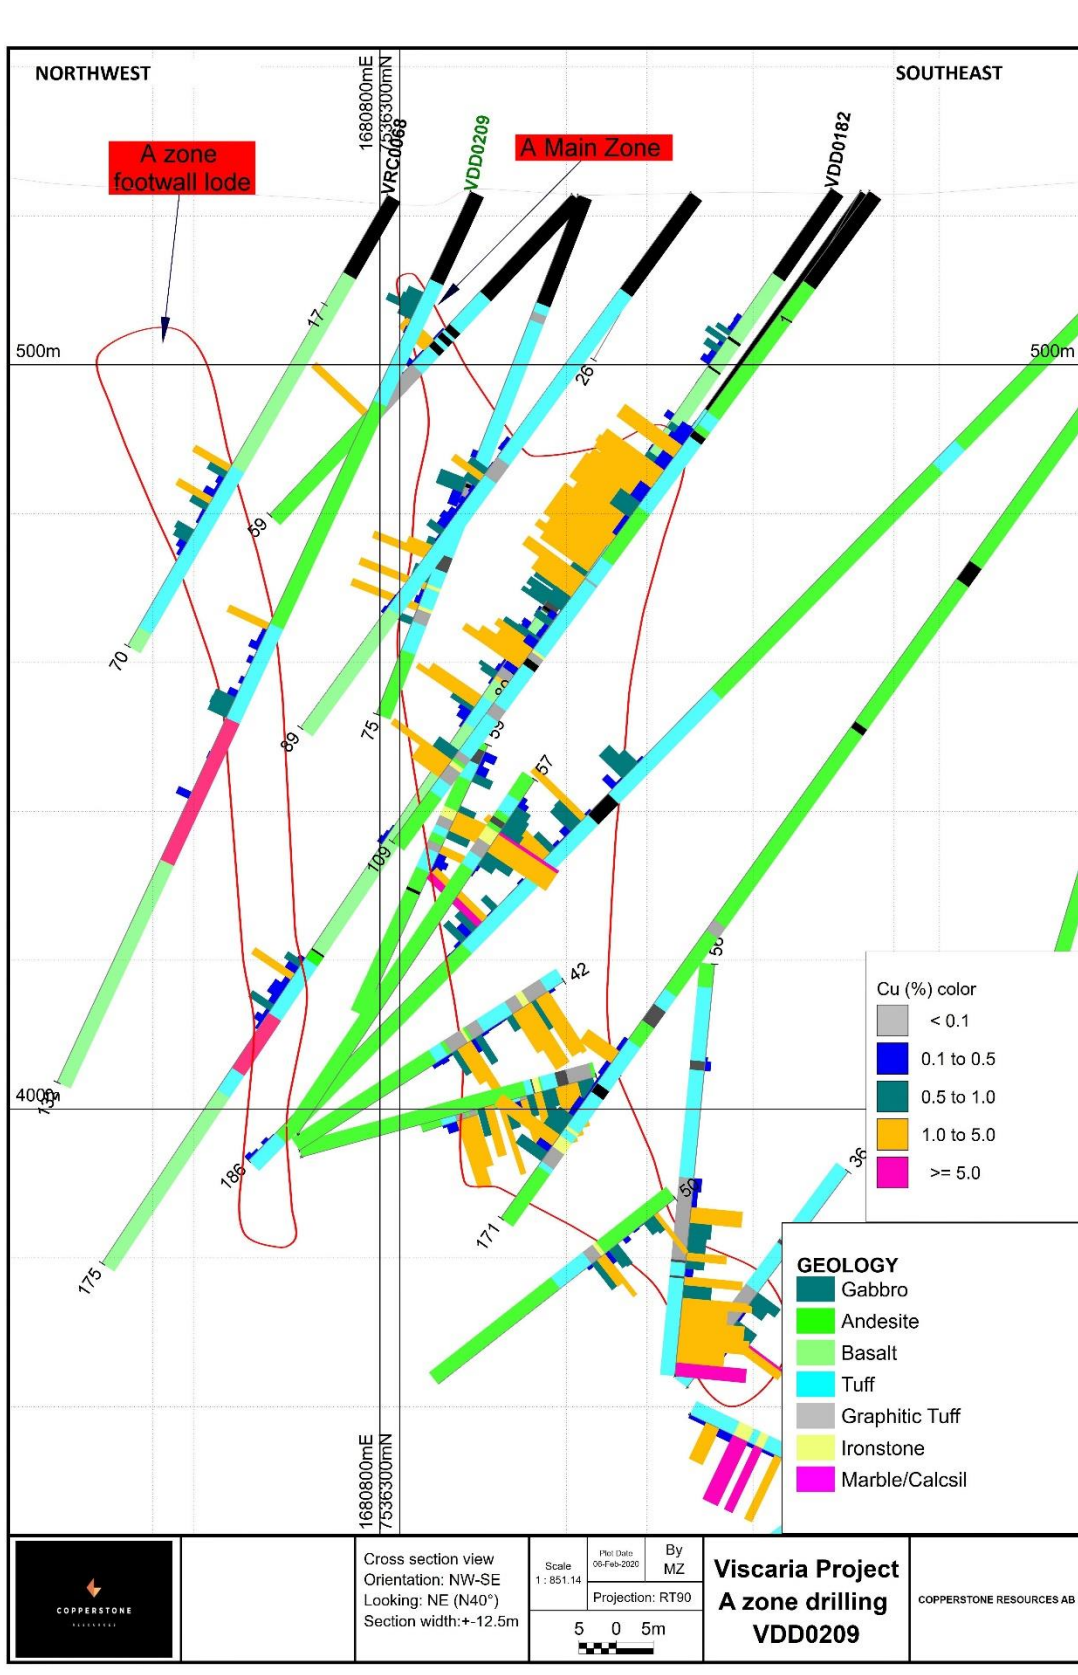 NORTHWEST
SOUTHEAST
1680800mE
7536300mN
VRC0068
VDD0209
VDD0182
A zone
footwall lode
A Main Zone
17
1
500m
500m
26
59
70
89
75
59
57
109
56
42
36
400m
186
171
50
175
Cu (%) color
< 0.1
0.1 to 0.5
0.5 to 1.0
1.0 to 5.0
>= 5.0
GEOLOGY
Gabbro
Andesite
Basalt
Tuff
Graphitic Tuff
Ironstone
Marble/Calcsil
1680800mE
7536300mN
COPPERSTONE
RESOURCES
Cross section view
Orientation: NW-SE
Looking: NE (N40°)
Section width:+-12.5m
Scale
1 : 851.14
Plot Date
06-Feb-2020
By
MZ
Projection: RT90
5 0 5m
Viscaria Project
A zone drilling
VDD0209
COPPERSTONE RESOURCES AB